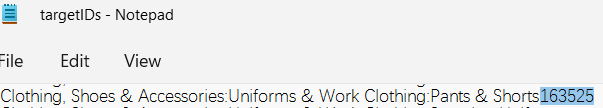 targetIDs - Notepad
File Edit View
Clothing, Shoes & Accessories:Uniforms & Work Clothing:Pants & Shorts163525